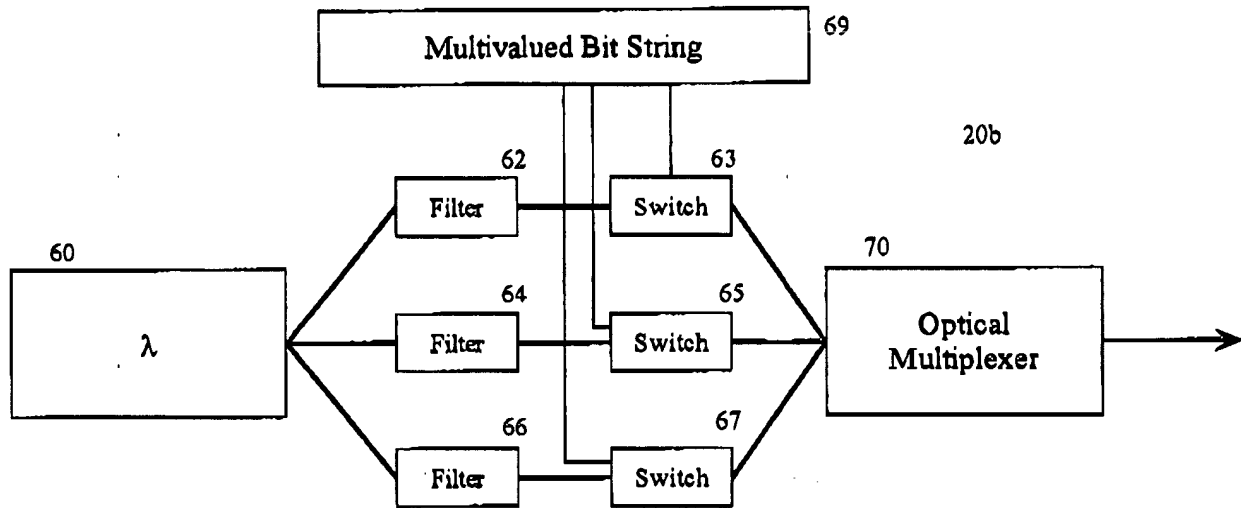 69
Multivalued Bit String
20b
62
63
Filter
Switch
60
70
64
65
λ
Filter
Switch
Optical
Multiplexer
66
67
Filter
Switch